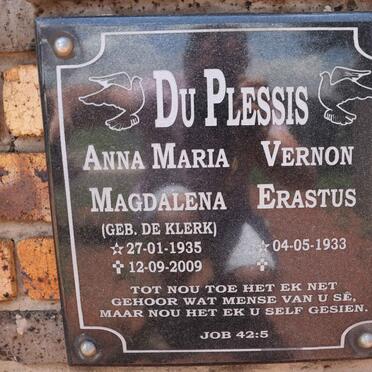 DU PLESSIS
ANNA MARIA VERNON
MAGDALENA ERASTUS
(GEB. DE KLERK)
☆ 27-01-1935 ☆ 04-05-1933
✞ 12-09-2009 ✞
TOT NOU TOE HET EK NET
GEHOOR WAT MENSE VAN U SÊ,
MAAR NOU HET EK U SELF GESIEN.
JOB 42:5